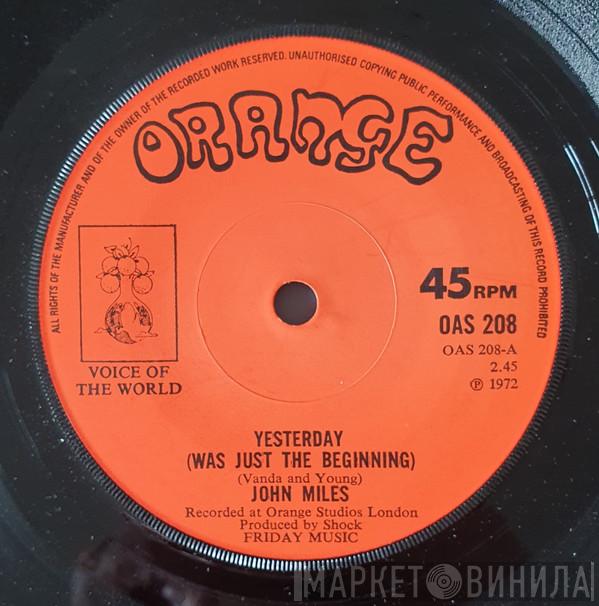 ALL RIGHTS OF THE MANUFACTURER AND OF THE OWNER OF THE RECORDED WORK RESERVED. UNAUTHORISED COPYING PUBLIC PERFORMANCE AND BROADCASTING OF THIS RECORD PROHIBITED
ORANGE
VOICE OF
THE WORLD
45 RPM
OAS 208
OAS 208-A
2.45
℗ 1972
YESTERDAY
(WAS JUST THE BEGINNING)
(Vanda and Young)
JOHN MILES
Recorded at Orange Studios London
Produced by Shock
FRIDAY MUSIC
МАРКЕТ ВИНИЛА